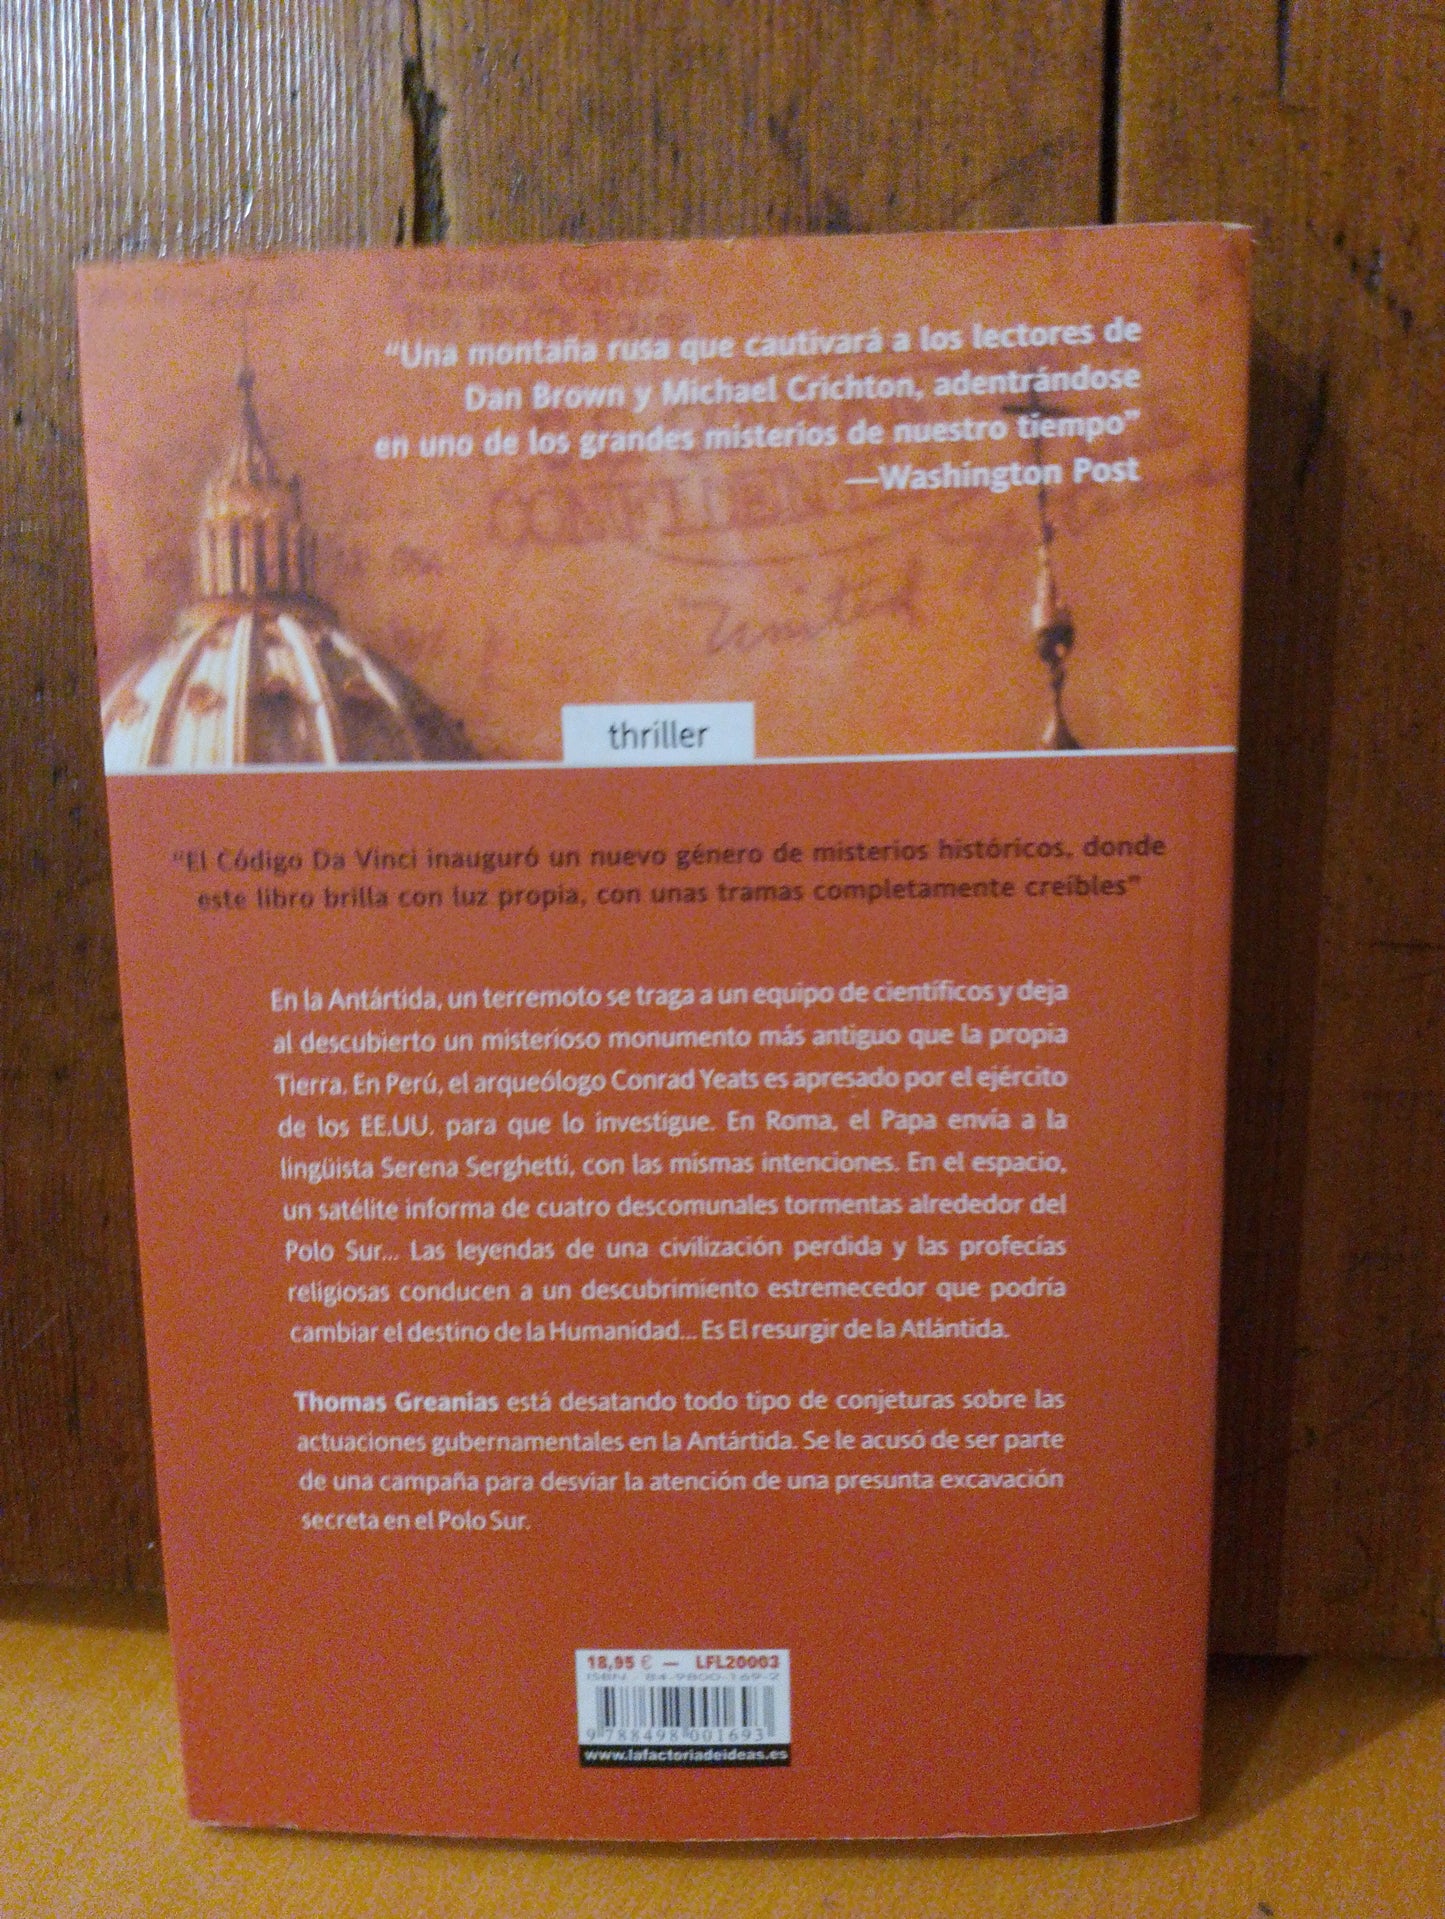 “Una montaña rusa que cautivará a los lectores de
Dan Brown y Michael Crichton, adentrándose
en uno de los grandes misterios de nuestro tiempo”
—Washington Post
United
thriller
“El Código Da Vinci inauguró un nuevo género de misterios históricos, donde
este libro brilla con luz propia, con unas tramas completamente creíbles”
En la Antártida, un terremoto se traga a un equipo de científicos y deja
al descubierto un misterioso monumento más antiguo que la propia
Tierra. En Perú, el arqueólogo Conrad Yeats es apresado por el ejército
de los EE.UU. para que lo investigue. En Roma, el Papa envía a la
lingüista Serena Serghetti, con las mismas intenciones. En el espacio,
un satélite informa de cuatro descomunales tormentas alrededor del
Polo Sur... Las leyendas de una civilización perdida y las profecías
religiosas conducen a un descubrimiento estremecedor que podría
cambiar el destino de la Humanidad... Es El resurgir de la Atlántida.
Thomas Greanias está desatando todo tipo de conjeturas sobre las
actuaciones gubernamentales en la Antártida. Se le acusó de ser parte
de una campaña para desviar la atención de una presunta excavación
secreta en el Polo Sur.
18,95 € — LFL20003
ISBN 84-9800-169-2
9 788498 001693
www.lafactoriadeideas.es